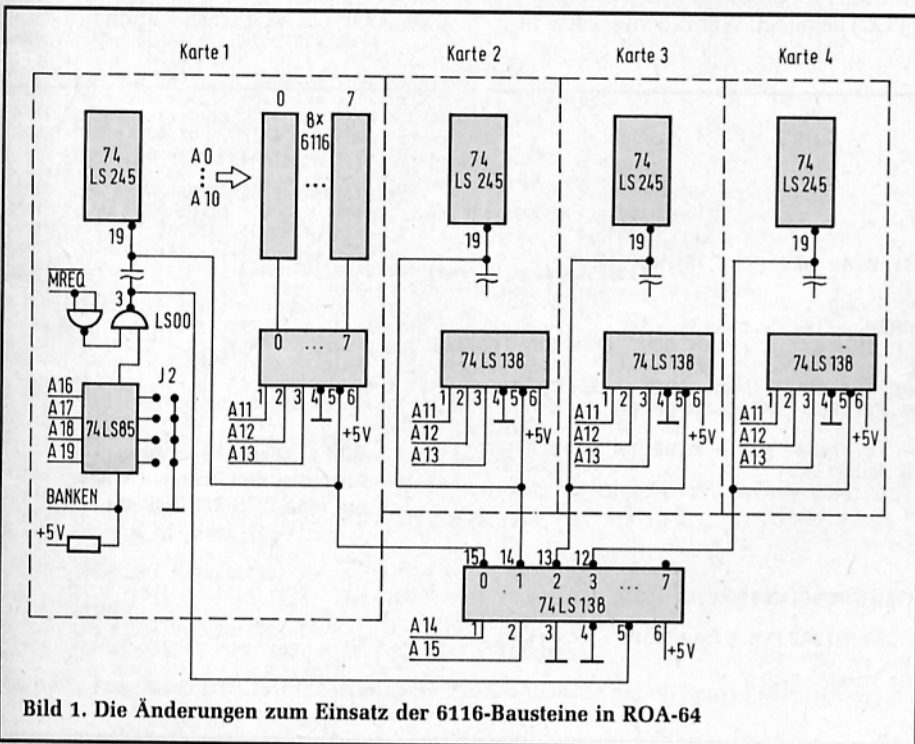 Karte 1
Karte 2
Karte 3
Karte 4
0
7
8×
6116
...
74
LS 245
19
A 0
A 10
74
LS 245
19
74
LS 245
19
74
LS 245
19
MREQ
3
LS00
0 ... 7
1 2 3 4 5 6
A11
A12
A13
+5V
74 LS 138
1 2 3 4 5 6
A11
A12
A13
+5V
74 LS 138
1 2 3 4 5 6
A11
A12
A13
+5V
74 LS 138
1 2 3 4 5 6
A11
A12
A13
+5V
J 2
A16
A17
A18
A19
74 LS85
BANKEN
+5V
15 14 13 12
0 1 2 3 ... 7
74 LS 138
1 2 3 4 5 6
A 14
A 15
+5V
Bild 1. Die Änderungen zum Einsatz der 6116-Bausteine in ROA-64